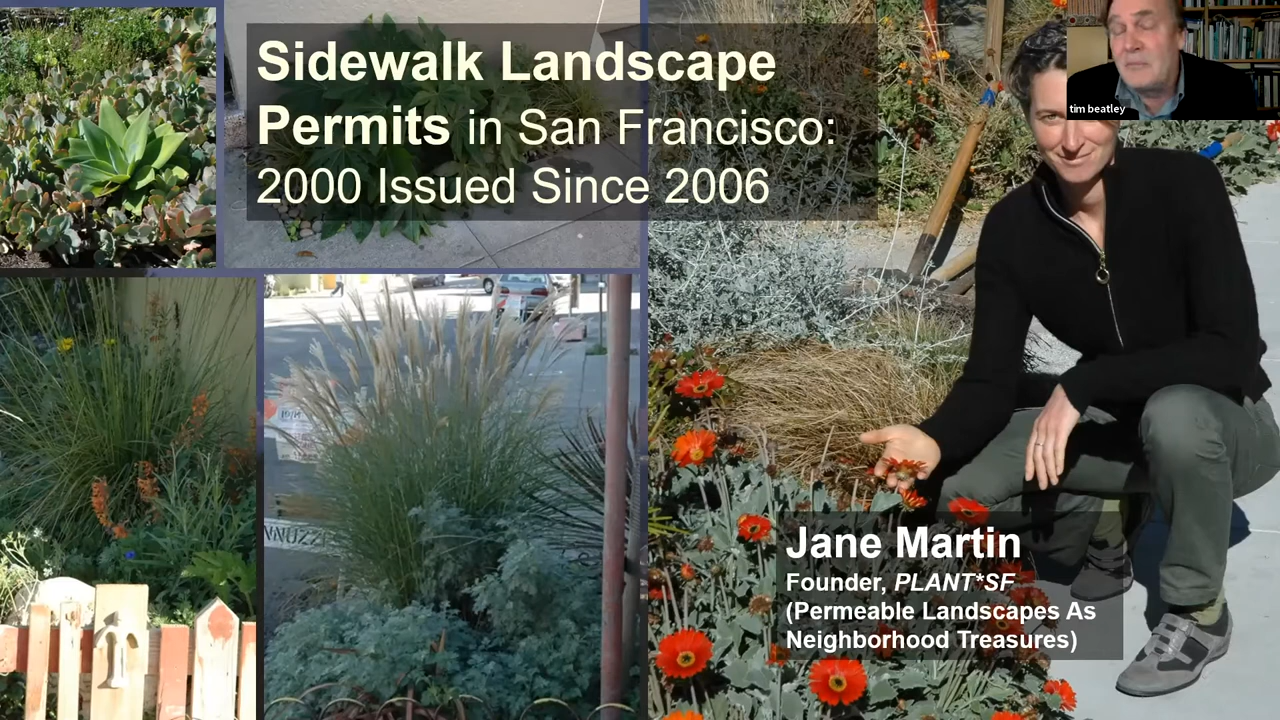 Sidewalk Landscape
Permits in San Francisco:
2000 Issued Since 2006
tim beatley
Jane Martin
Founder, PLANT*SF
(Permeable Landscapes As
Neighborhood Treasures)